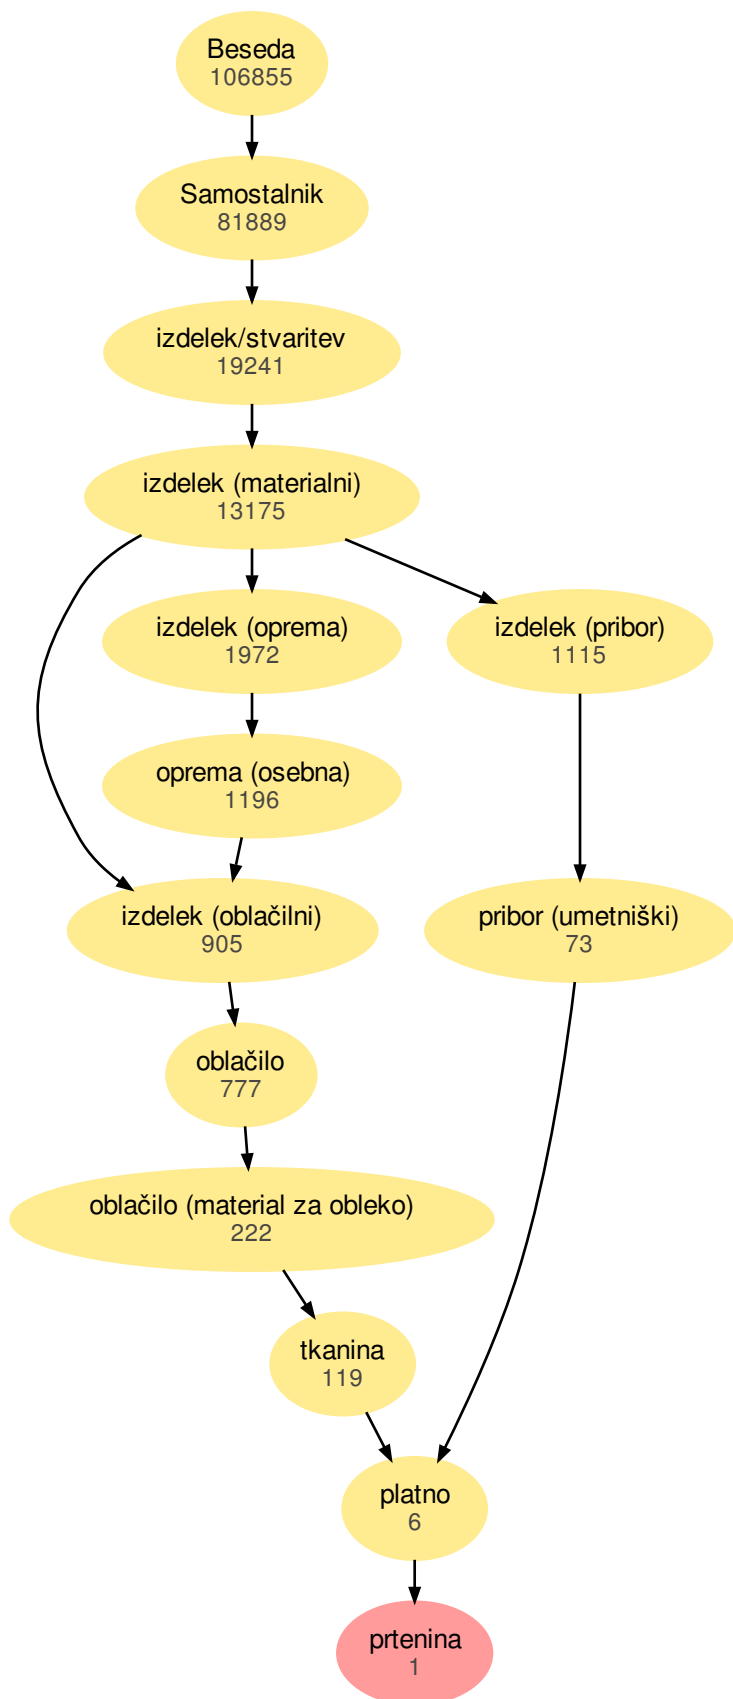 Beseda
106855
Samostalnik
81889
izdelek/stvaritev
19241
izdelek (materialni)
13175
izdelek (oprema)
1972
izdelek (pribor)
1115
oprema (osebna)
1196
izdelek (oblačilni)
905
pribor (umetniški)
73
oblačilo
777
oblačilo (material za obleko)
222
tkanina
119
platno
6
prtenina
1